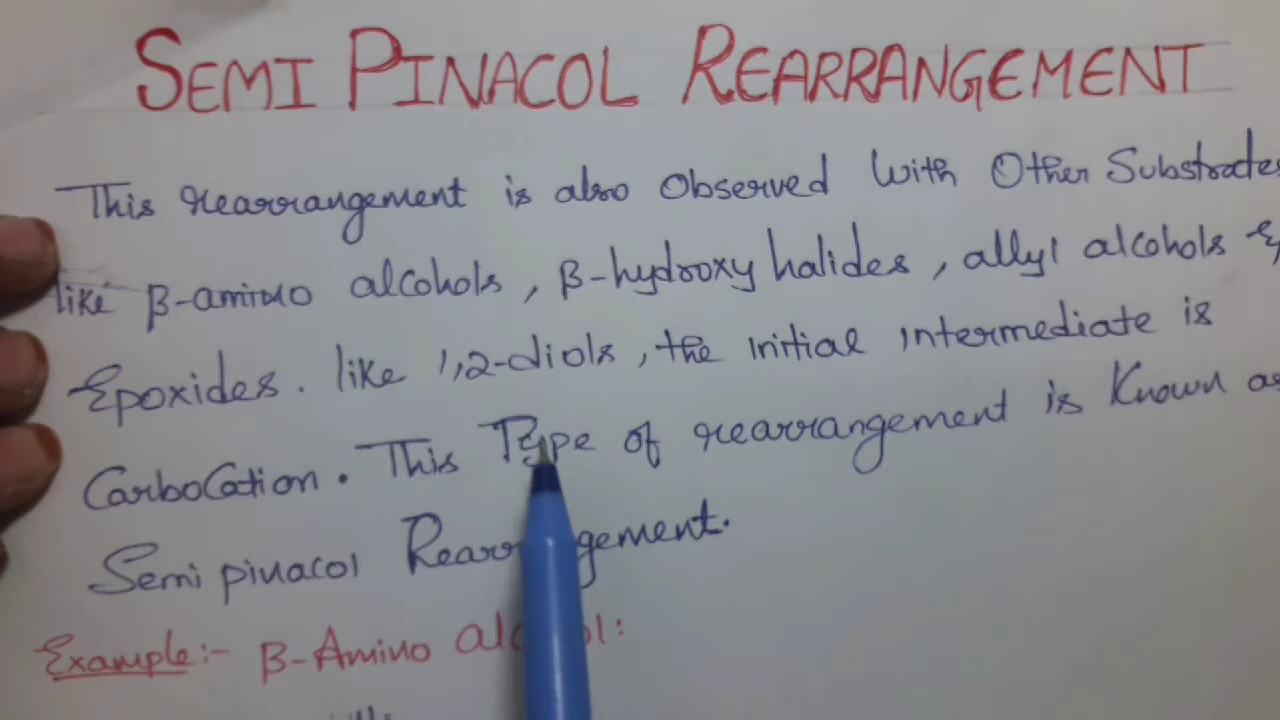 SEMI PINACOL REARRANGEMENT
This rearrangement is also Observed With Other Substrates
like β-amino alcohols, β-hydroxy halides, allyl alcohols &
Epoxides. like 1,2-diols, the initial intermediate is
Carbocation. This Type of rearrangement is Known as
Semi pinacol Rearrangement.
Example:- β-Amino alcohol: